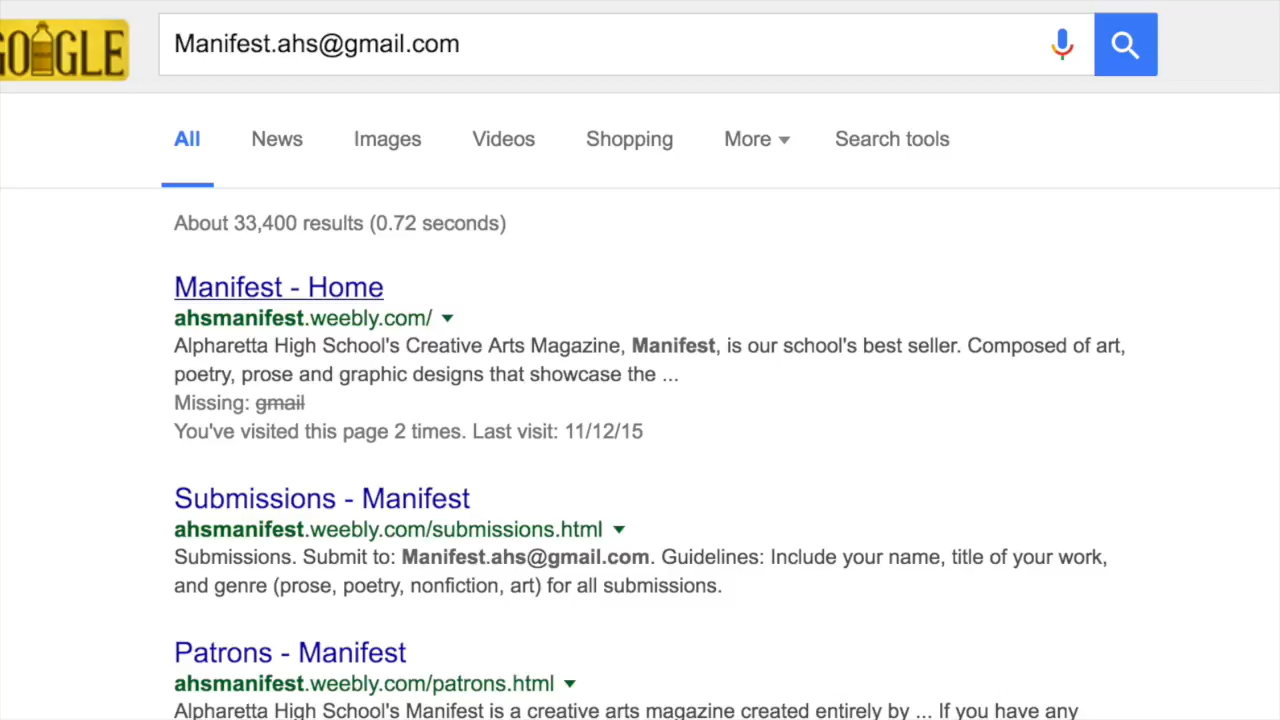 GOOGLE
Manifest.ahs@gmail.com
All News Images Videos Shopping More Search tools
About 33,400 results (0.72 seconds)
Manifest - Home
ahsmanifest.weebly.com/
Alpharetta High School's Creative Arts Magazine, Manifest, is our school's best seller. Composed of art,
poetry, prose and graphic designs that showcase the ...
Missing: gmail
You've visited this page 2 times. Last visit: 11/12/15
Submissions - Manifest
ahsmanifest.weebly.com/submissions.html
Submissions. Submit to: Manifest.ahs@gmail.com. Guidelines: Include your name, title of your work,
and genre (prose, poetry, nonfiction, art) for all submissions.
Patrons - Manifest
ahsmanifest.weebly.com/patrons.html
Alpharetta High School's Manifest is a creative arts magazine created entirely by ... If you have any